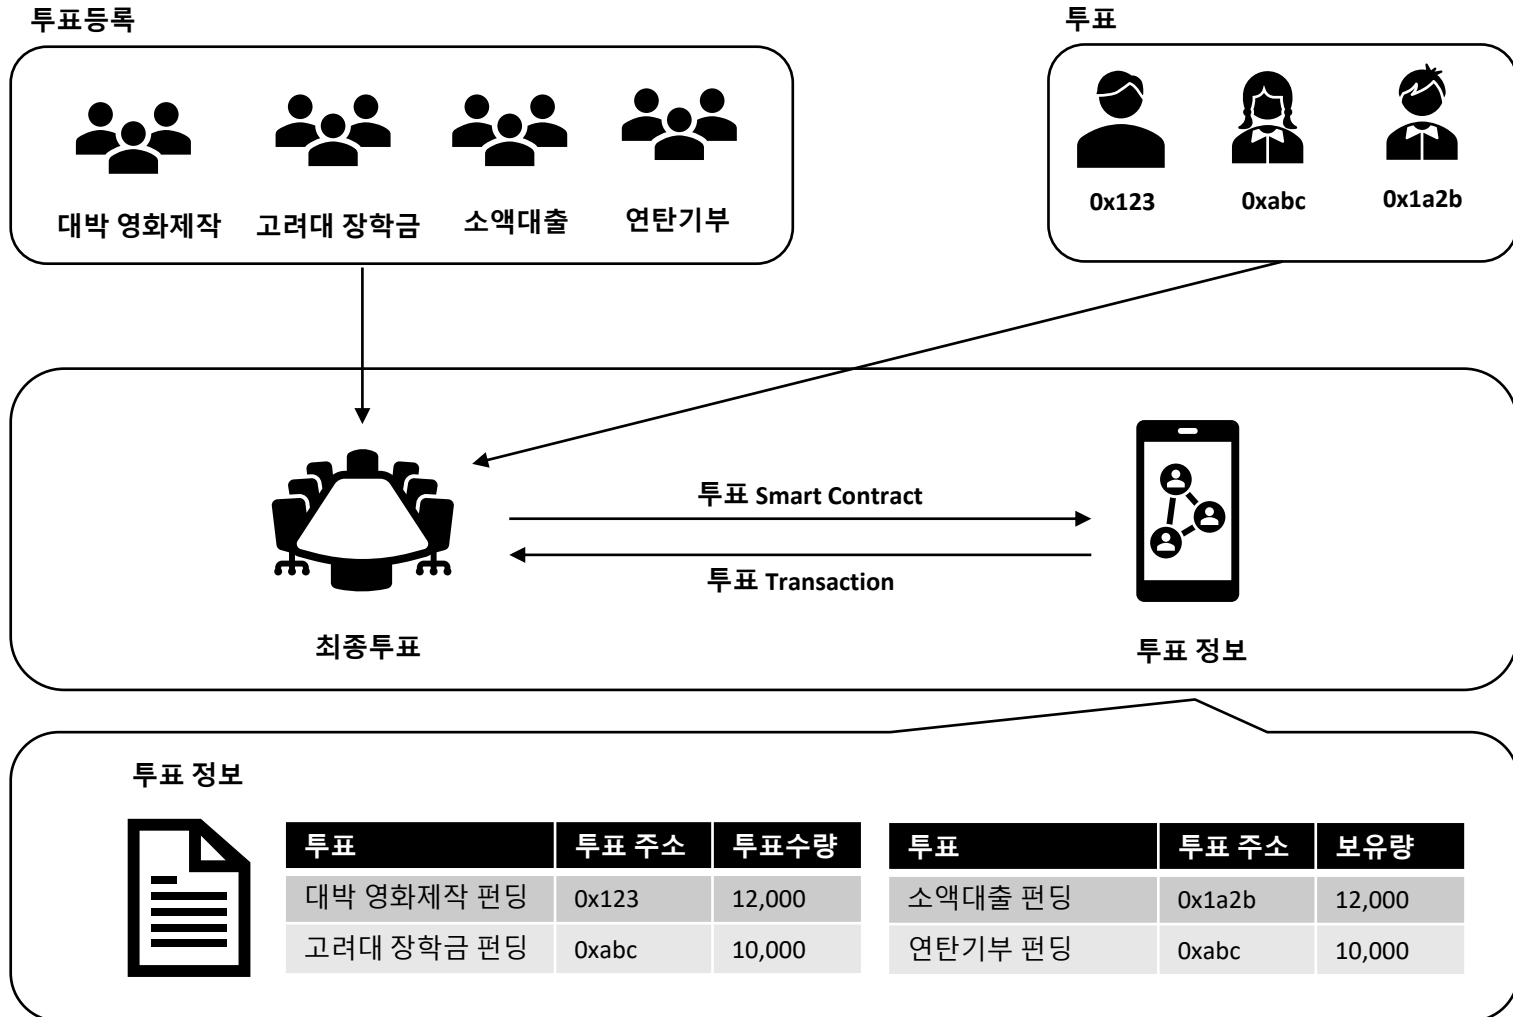 투표등록
투표
대박 영화제작 고려대 장학금 소액대출 연탄기부
0x123 0xabc 0x1a2b
투표 Smart Contract
투표 Transaction
최종투표
투표 정보
투표 정보
투표 투표 주소 투표수량
대박 영화제작 펀딩 0x123 12,000
고려대 장학금 펀딩 0xabc 10,000
투표 투표 주소 보유량
소액대출 펀딩 0x1a2b 12,000
연탄기부 펀딩 0xabc 10,000